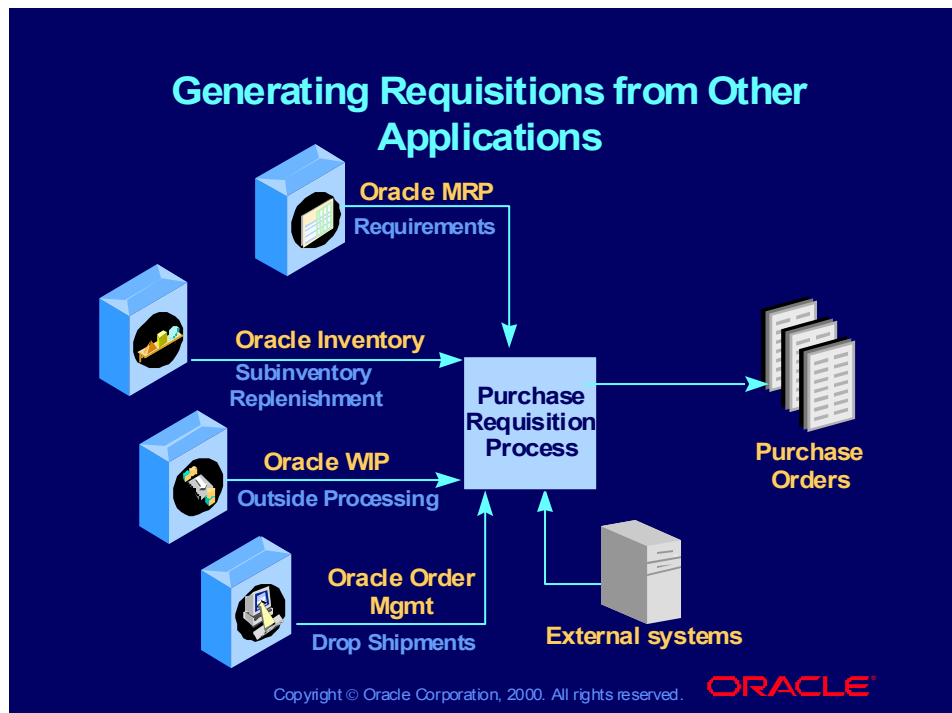 Generating Requisitions from Other
Applications
Oracle MRP
Requirements
Oracle Inventory
Subinventory
Replenishment
Oracle WIP
Outside Processing
Oracle Order
Mgmt
Drop Shipments
Purchase
Requisition
Process
Purchase
Orders
External systems
Copyright © Oracle Corporation, 2000. All rights reserved.
ORACLE®